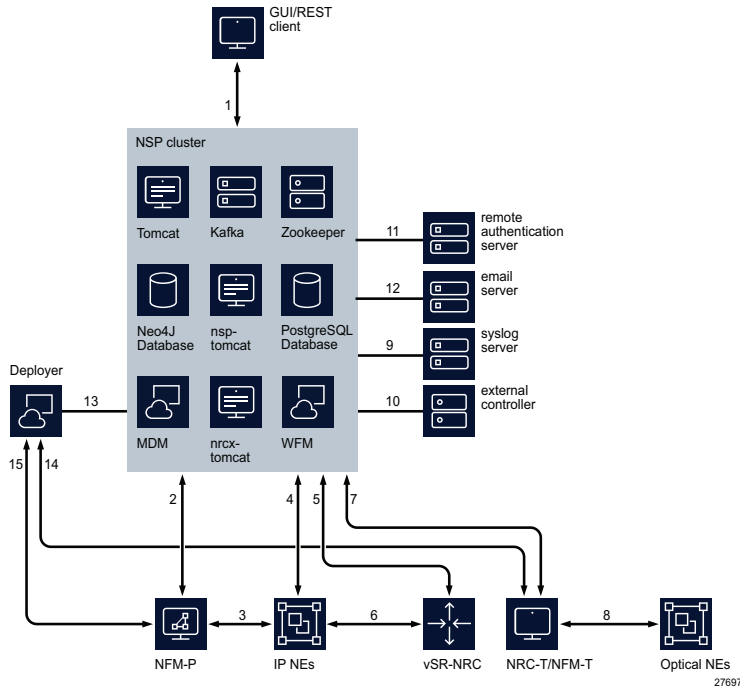 GUI/REST
client
1
NSP cluster
Tomcat
Kafka
Zookeeper
11
remote
authentication
server
12
email
server
Neo4J
Database
nsp-
tomcat
PostgreSQL
Database
9
syslog
server
Deployer
13
10
external
controller
MDM
nrcx-
tomcat
WFM
15
14
2
4
5
7
3
6
8
NFM-P
IP NEs
vSR-NRC
NRC-T/NFM-T
Optical NEs
27697